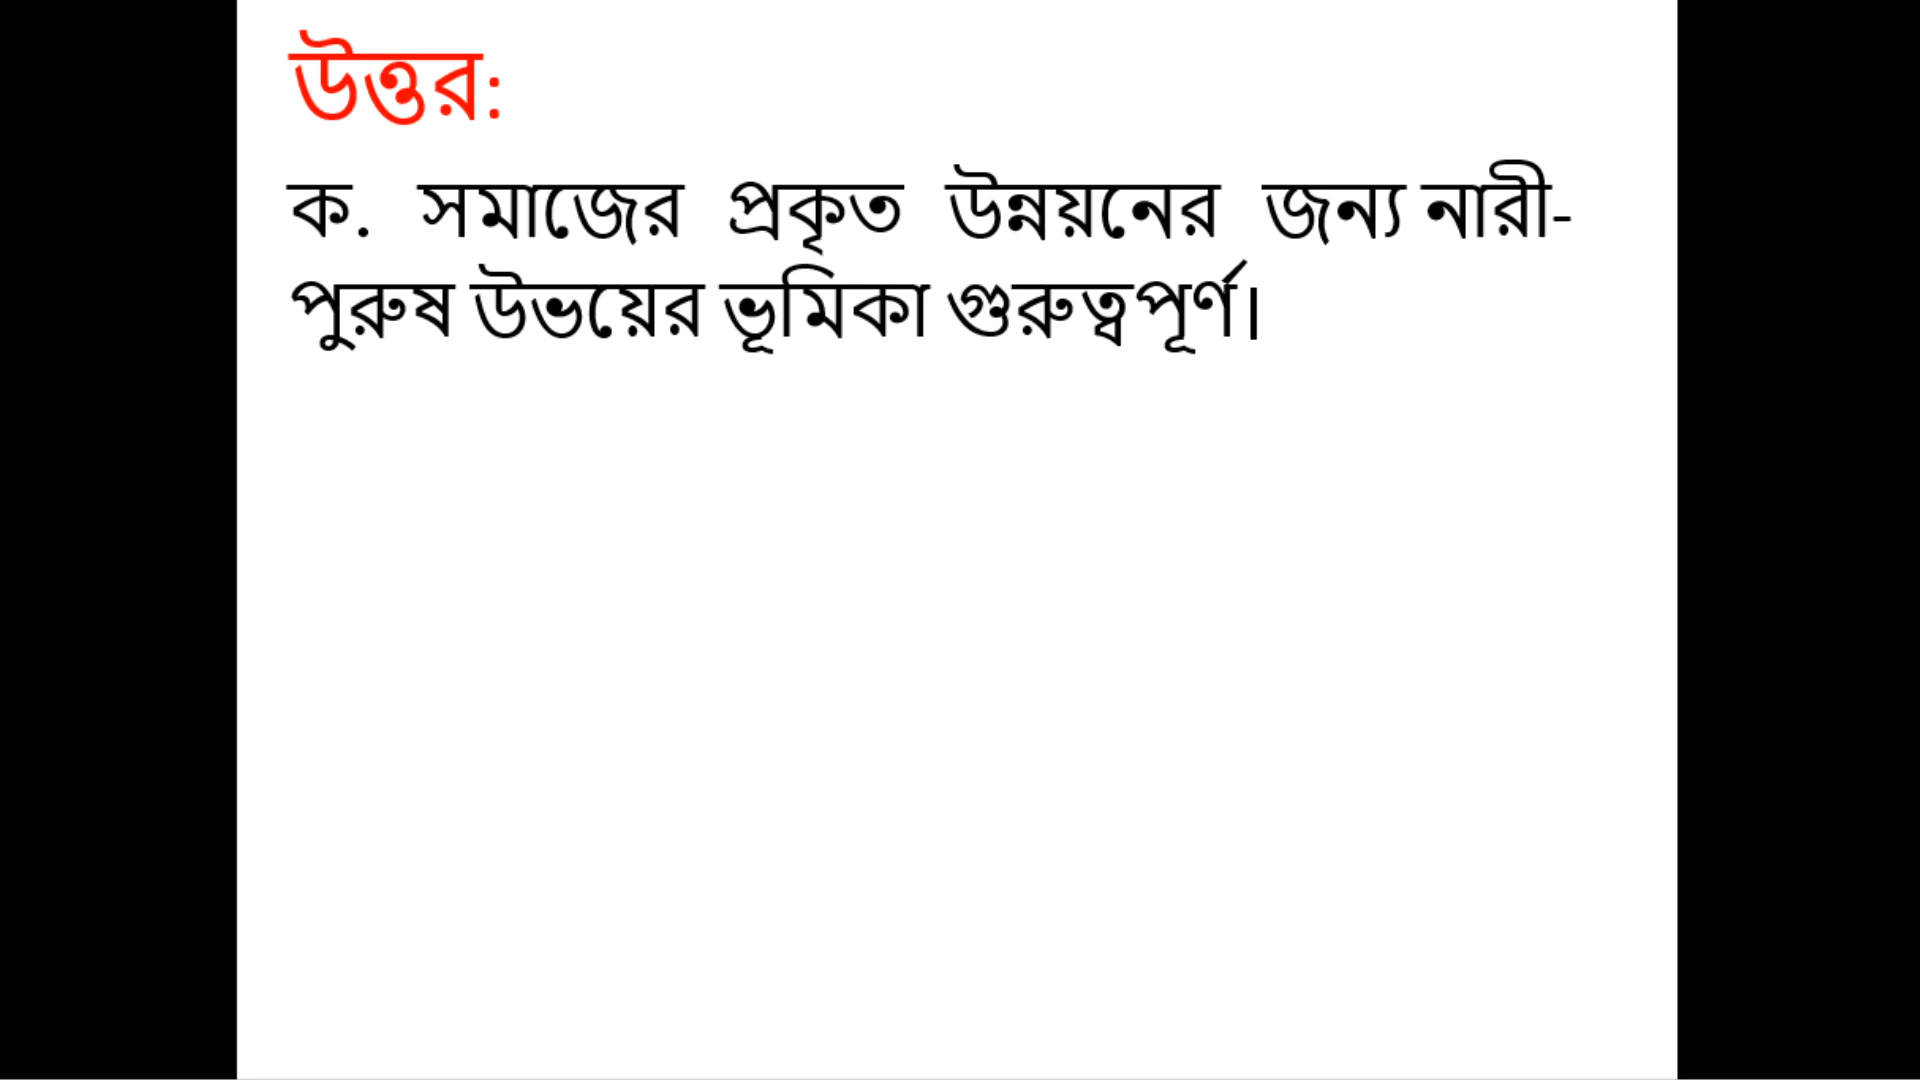 উত্তর:
ক. সমাজের প্রকৃত উন্নয়নের জন্য নারী-
পুরুষ উভয়ের ভূমিকা গুরুত্বপূর্ণ।